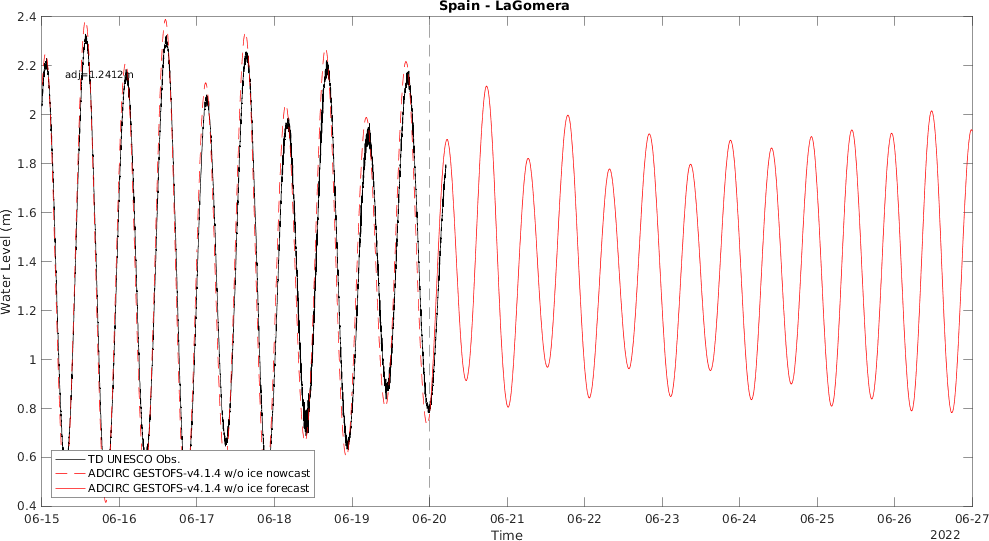 Spain - LaGomera
2.4
2.2
2
1.8
1.6
1.4
1.2
1
0.8
0.6
0.4
Water Level (m)
adj=1.2412m
TD UNESCO Obs.
ADCIRC GESTOFS-v4.1.4 w/o ice nowcast
ADCIRC GESTOFS-v4.1.4 w/o ice forecast
06-15 06-16 06-17 06-18 06-19 06-20 06-21 06-22 06-23 06-24 06-25 06-26 06-27
Time
2022